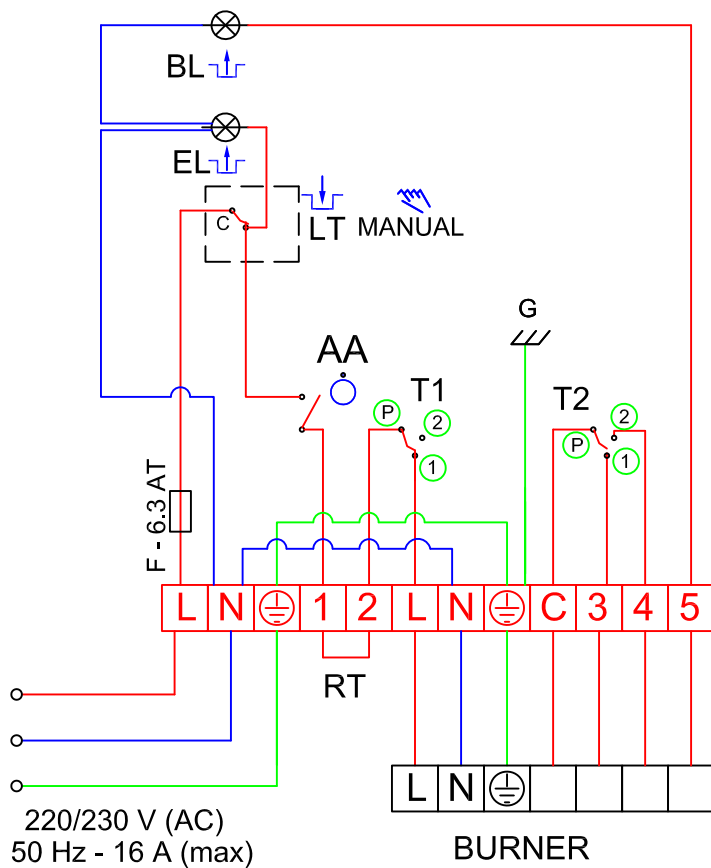 BL
EL
C
LT MANUAL
G
AA
T1
T2
P
2
1
P
2
1
F - 6.3 AT
L N 1 2 L N C 3 4 5
RT
L N
220/230 V (AC)
50 Hz - 16 A (max)
BURNER